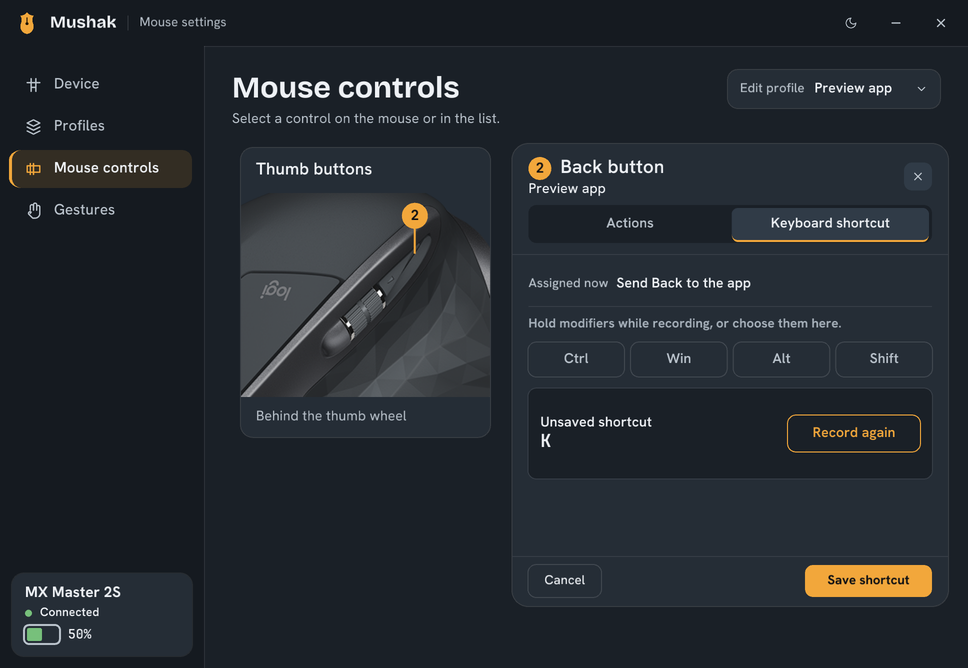 Mushak
Mouse settings
Device
Profiles
Mouse controls
Gestures
MX Master 2S
Connected
50%
Mouse controls
Select a control on the mouse or in the list.
Edit profile Preview app
Thumb buttons
2
logi
Behind the thumb wheel
2 Back button
Preview app
Actions
Keyboard shortcut
Assigned now Send Back to the app
Hold modifiers while recording, or choose them here.
Ctrl
Win
Alt
Shift
Unsaved shortcut
K
Record again
Cancel
Save shortcut